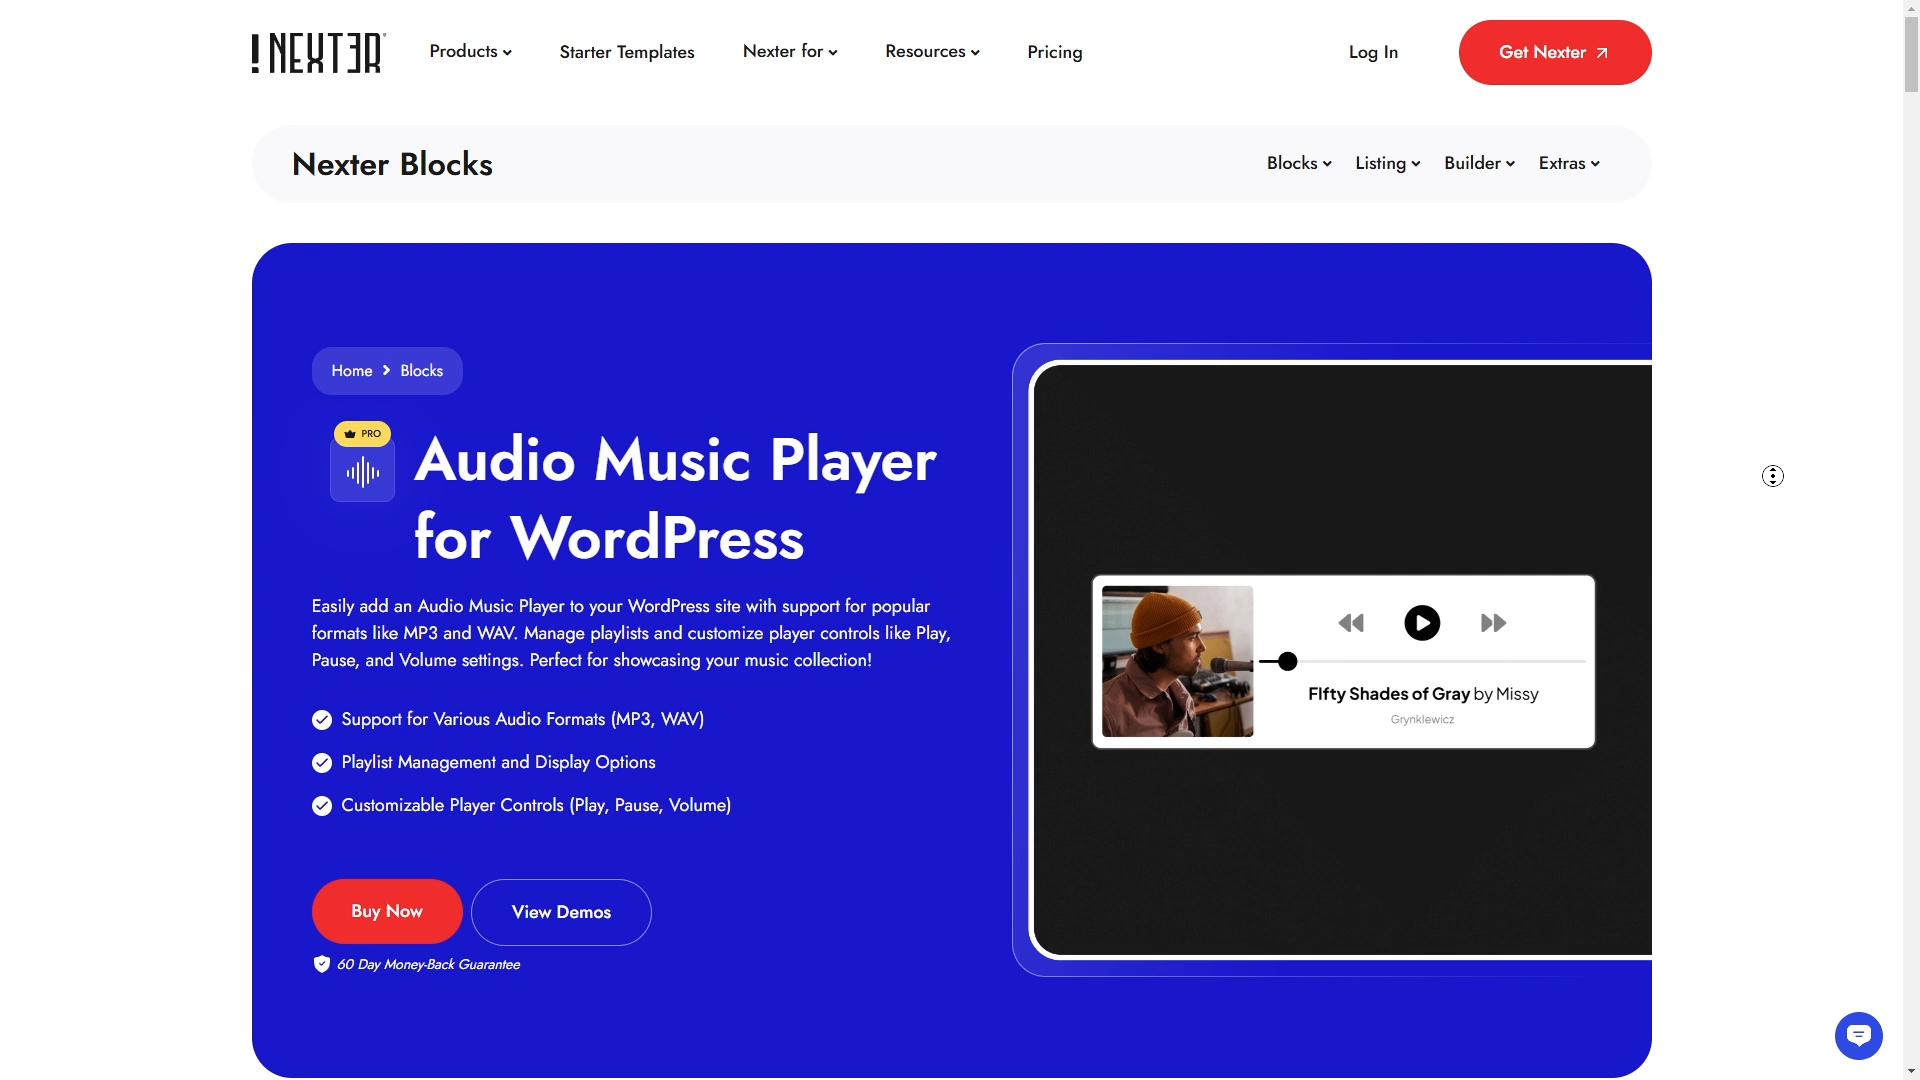 NEXTER
Products
Starter Templates
Nexter for
Resources
Pricing
Log In
Get Nexter
Nexter Blocks
Blocks
Listing
Builder
Extras
Home
Blocks
PRO
Audio Music Player
for WordPress
Easily add an Audio Music Player to your WordPress site with support for popular
formats like MP3 and WAV. Manage playlists and customize player controls like Play,
Pause, and Volume settings. Perfect for showcasing your music collection!
Support for Various Audio Formats (MP3, WAV)
Playlist Management and Display Options
Customizable Player Controls (Play, Pause, Volume)
Buy Now
View Demos
60 Day Money-Back Guarantee
FIfty Shades of Gray by Missy
Grynklewicz